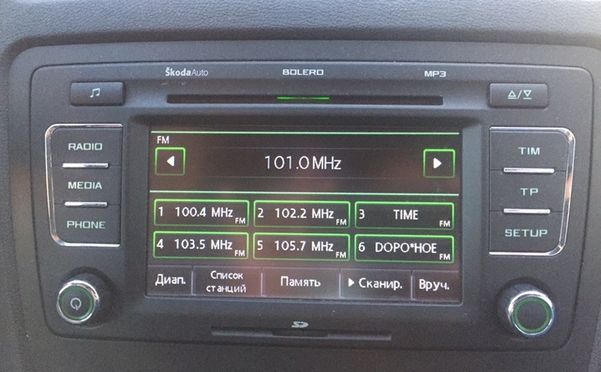 ŠkodaAuto BOLERO MP3
RADIO
MEDIA
PHONE
FM
101.0 MHz
1 100.4 MHz FM 2 102.2 MHz FM 3 TIME FM
4 103.5 MHz FM 5 105.7 MHz FM 6 DOPO*HOE FM
Диап. Список станций Память Сканир. Вруч.
TIM
TP
SETUP
SD